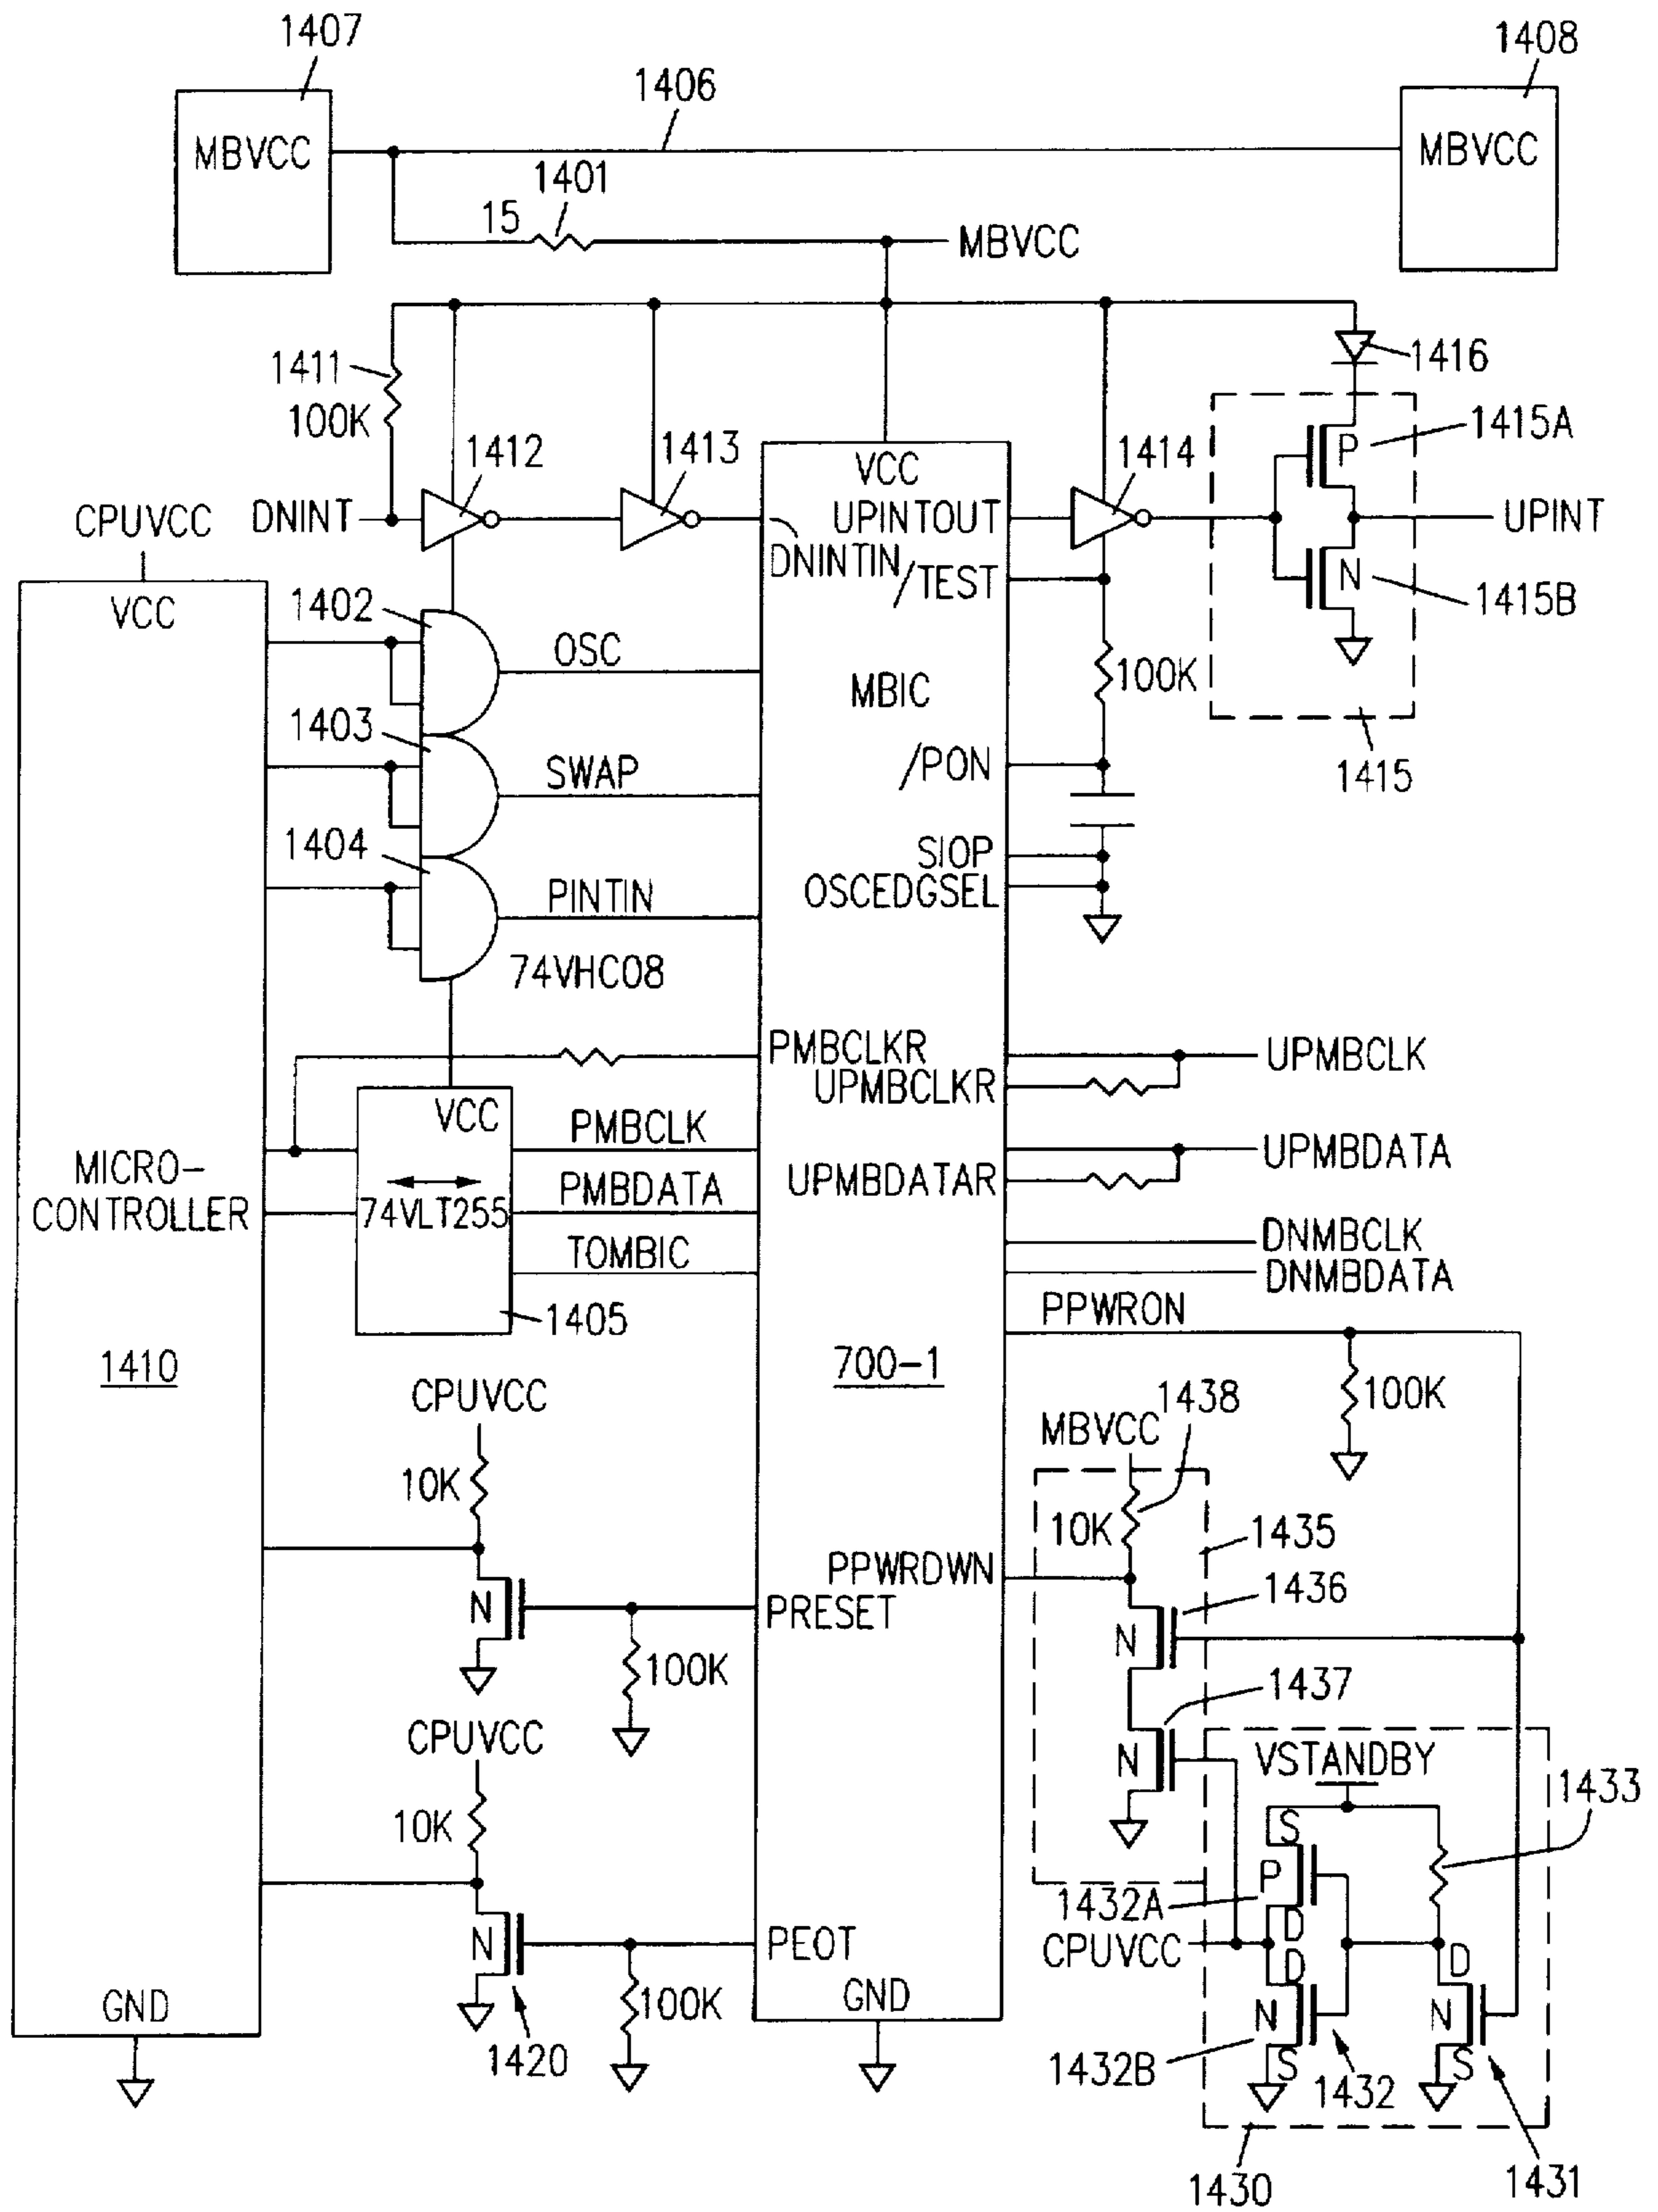 1407
1408
1406
MBVCC
MBVCC
1401
15
MBVCC
1411
100K
1416
1412
1413
1414
1415A
P
VCC
CPUVCC
DNINT
UPINTOUT
UPINT
DNINTIN
/TEST
N
1415B
VCC
1402
OSC
100K
MBIC
1403
SWAP
/PON
1415
1404
SIOP
OSCEDGSEL
PINTIN
74VHC08
PMBCLKR
UPMBCLK
UPMBCLKR
VCC
PMBCLK
UPMBDATA
MICRO-
CONTROLLER
UPMBDATAR
PMBDATA
74VLT255
DNMBCLK
TOMBIC
DNMBDATA
PPWRON
1405
1410
700-1
CPUVCC
1438
100K
MBVCC
10K
10K
1435
PPWRDWN
1436
N
PRESET
N
100K
1437
CPUVCC
N
VSTANDBY
1433
10K
S
P
1432A
D
N
PEOT
CPUVCC
D
D
GND
100K
GND
N
N
1420
1432B
S
1432
S
1430
1431